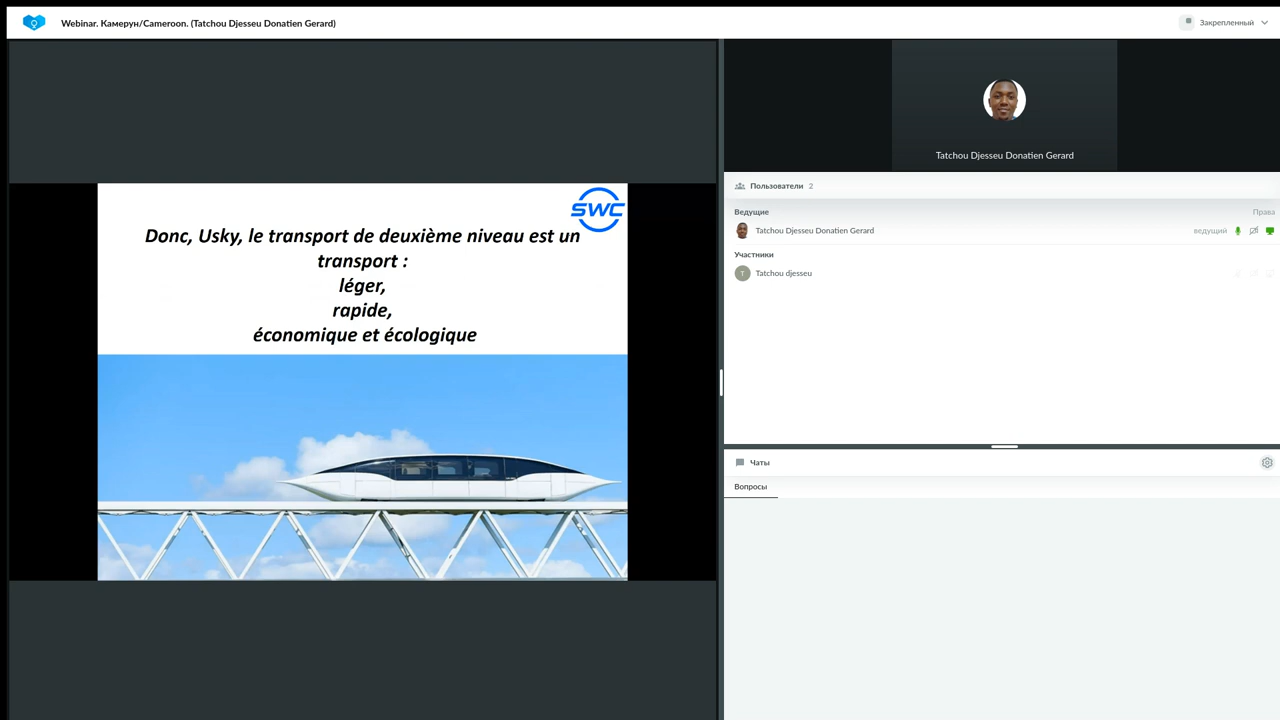 Webinar. Камерун/Cameroon. (Tatchou Djesseu Donatien Gerard)
Закрепленный
SWC
Donc, Usky, le transport de deuxième niveau est un
transport :
léger,
rapide,
économique et écologique
Tatchou Djesseu Donatien Gerard
Пользователи 2
Ведущие Права
Tatchou Djesseu Donatien Gerard ведущий
Участники
T Tatchou djesseu
Чаты
Вопросы